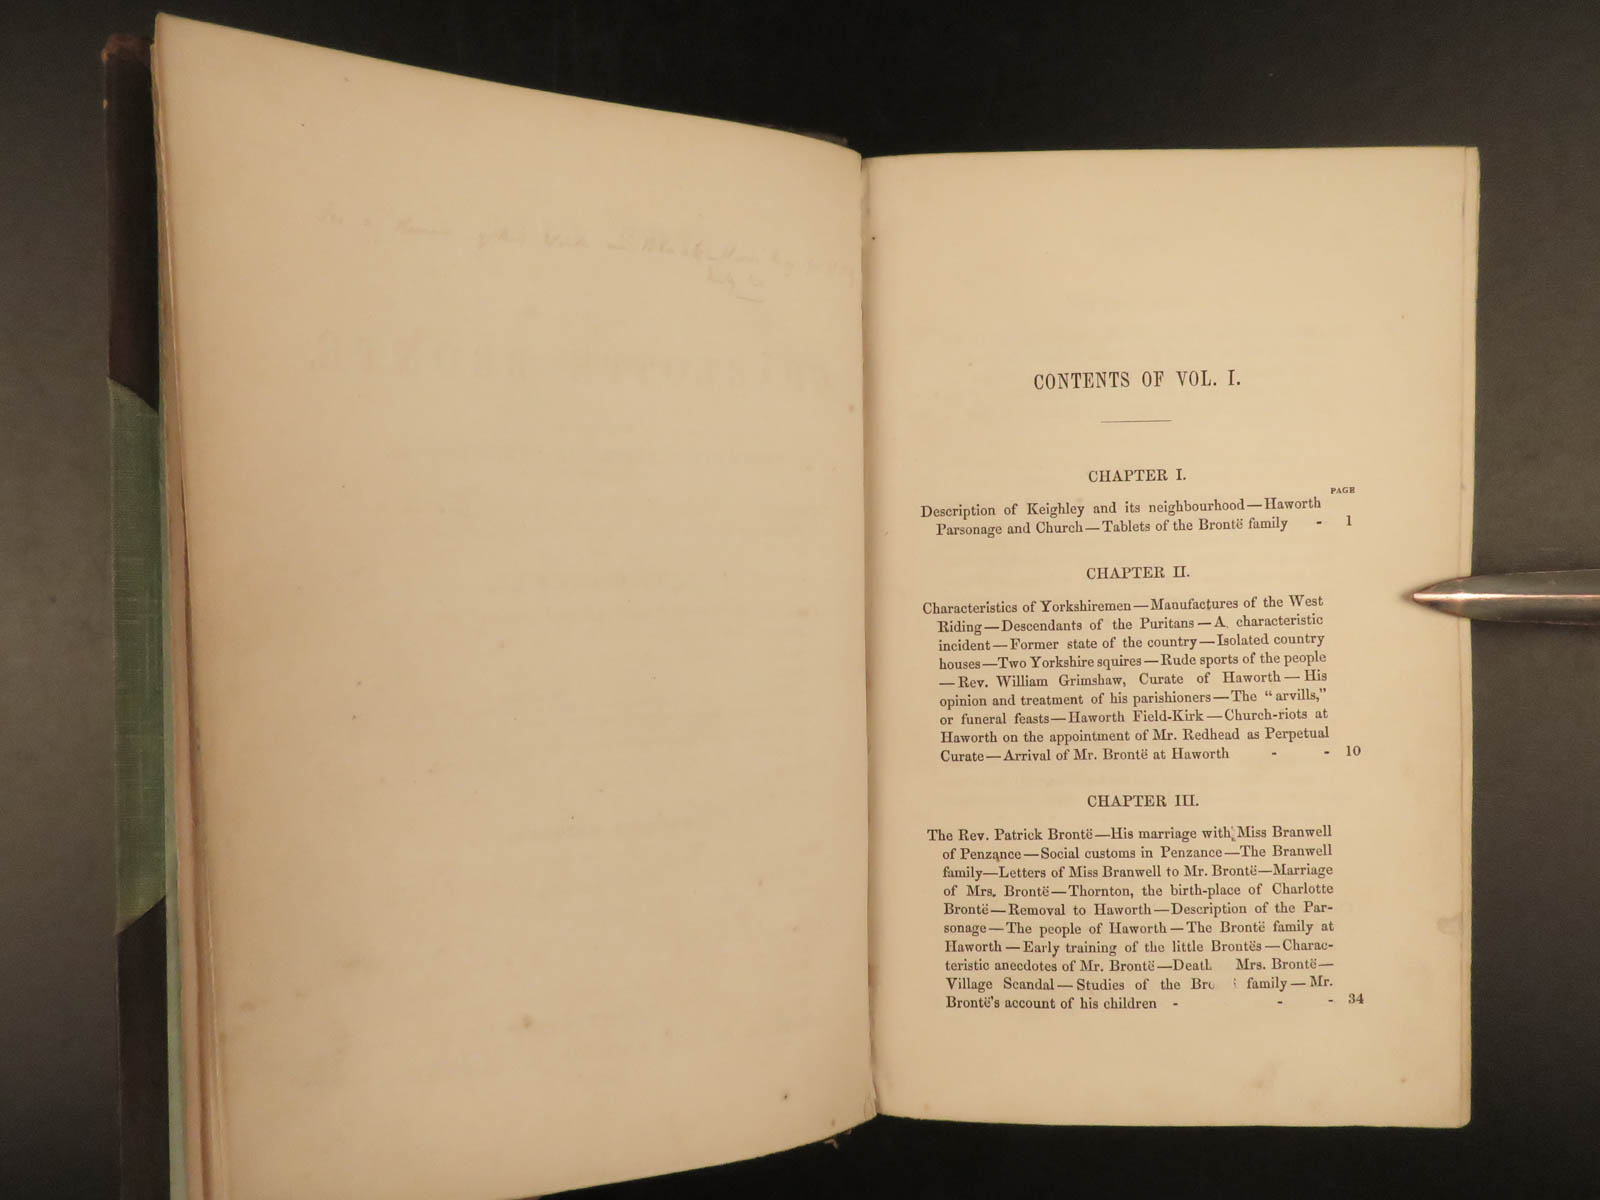 CONTENTS OF VOL. I.
CHAPTER I.
PAGE
Description of Keighley and its neighbourhood—Haworth
Parsonage and Church—Tablets of the Brontë family - 1
CHAPTER II.
Characteristics of Yorkshiremen—Manufactures of the West
Riding—Descendants of the Puritans—A characteristic
incident—Former state of the country—Isolated country
houses—Two Yorkshire squires—Rude sports of the people
—Rev. William Grimshaw, Curate of Haworth—His
opinion and treatment of his parishioners—The “arvills,”
or funeral feasts—Haworth Field-Kirk—Church-riots at
Haworth on the appointment of Mr. Redhead as Perpetual
Curate—Arrival of Mr. Brontë at Haworth - - 10
CHAPTER III.
The Rev. Patrick Brontë—His marriage with Miss Branwell
of Penzance—Social customs in Penzance—The Branwell
family—Letters of Miss Branwell to Mr. Brontë—Marriage
of Mrs. Brontë—Thornton, the birth-place of Charlotte
Brontë—Removal to Haworth—Description of the Par-
sonage—The people of Haworth—The Brontë family at
Haworth—Early training of the little Brontës—Charac-
teristic anecdotes of Mr. Brontë—Death Mrs. Brontë—
Village Scandal—Studies of the Bro family—Mr.
Brontë's account of his children - - - 34